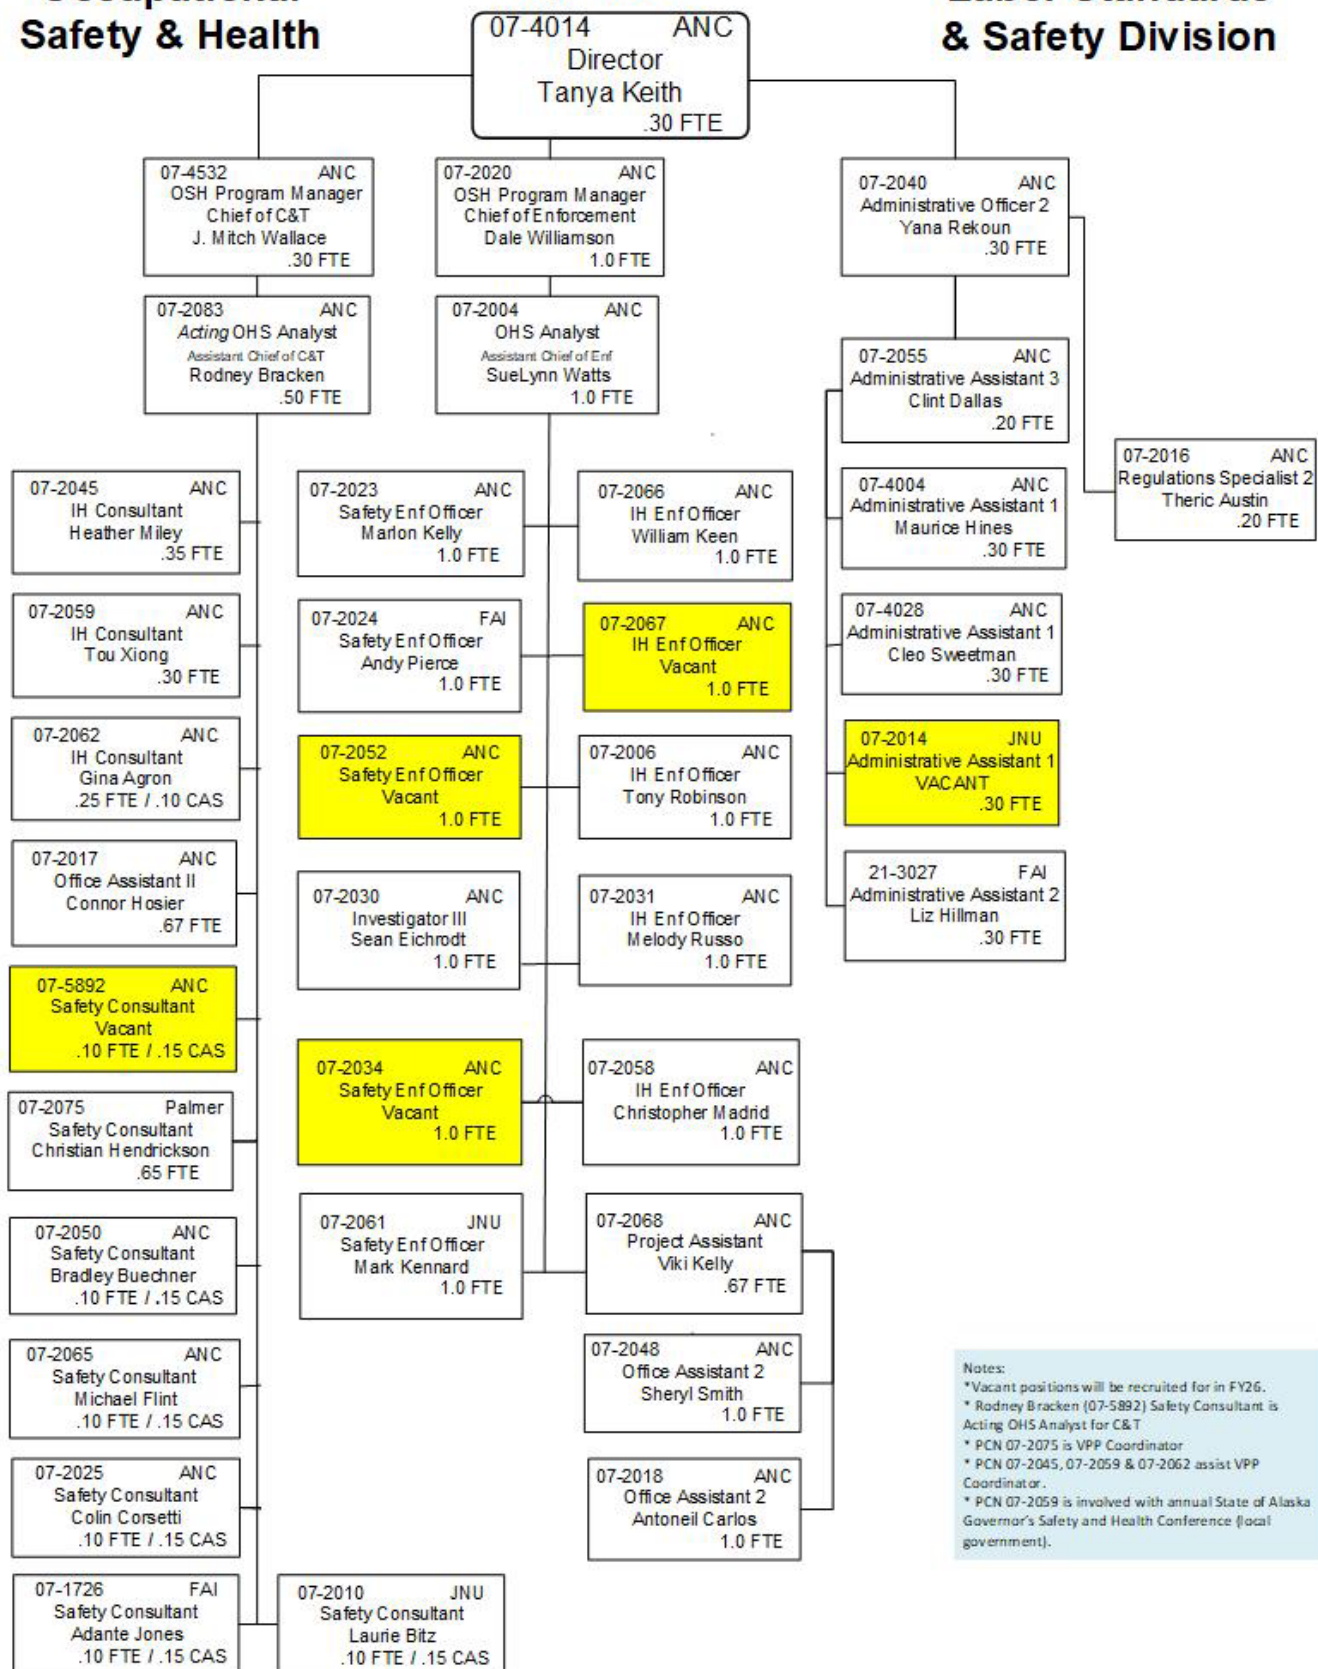 Safety & Health
& Safety Division
07-4014 ANC
Director
Tanya Keith
.30 FTE
07-4532 ANC
OSH Program Manager
Chief of C&T
J. Mitch Wallace
.30 FTE
07-2020 ANC
OSH Program Manager
Chief of Enforcement
Dale Williamson
1.0 FTE
07-2040 ANC
Administrative Officer 2
Yana Rekoun
.30 FTE
07-2083 ANC
Acting OHS Analyst
Assistant Chief of C&T
Rodney Bracken
.50 FTE
07-2004 ANC
OHS Analyst
Assistant Chief of Enf
SueLynn Watts
1.0 FTE
07-2055 ANC
Administrative Assistant 3
Clint Dallas
.20 FTE
07-2016 ANC
Regulations Specialist 2
Theric Austin
.20 FTE
07-2045 ANC
IH Consultant
Heather Miley
.35 FTE
07-2023 ANC
Safety Enf Officer
Marlon Kelly
1.0 FTE
07-2066 ANC
IH Enf Officer
William Keen
1.0 FTE
07-4004 ANC
Administrative Assistant 1
Maurice Hines
.30 FTE
07-2059 ANC
IH Consultant
Tou Xiong
.30 FTE
07-2024 FAI
Safety Enf Officer
Andy Pierce
1.0 FTE
07-2067 ANC
IH Enf Officer
Vacant
1.0 FTE
07-4028 ANC
Administrative Assistant 1
Cleo Sweetman
.30 FTE
07-2062 ANC
IH Consultant
Gina Agron
.25 FTE / .10 CAS
07-2052 ANC
Safety Enf Officer
Vacant
1.0 FTE
07-2006 ANC
IH Enf Officer
Tony Robinson
1.0 FTE
07-2014 JNU
Administrative Assistant 1
VACANT
.30 FTE
07-2017 ANC
Office Assistant II
Connor Hosier
.67 FTE
07-2030 ANC
Investigator III
Sean Eichrodt
1.0 FTE
07-2031 ANC
IH Enf Officer
Melody Russo
1.0 FTE
21-3027 FAI
Administrative Assistant 2
Liz Hillman
.30 FTE
07-5892 ANC
Safety Consultant
Vacant
.10 FTE / .15 CAS
07-2034 ANC
Safety Enf Officer
Vacant
1.0 FTE
07-2058 ANC
IH Enf Officer
Christopher Madrid
1.0 FTE
07-2075 Palmer
Safety Consultant
Christian Hendrickson
.65 FTE
07-2061 JNU
Safety Enf Officer
Mark Kennard
1.0 FTE
07-2068 ANC
Project Assistant
Viki Kelly
.67 FTE
07-2050 ANC
Safety Consultant
Bradley Buechner
.10 FTE / .15 CAS
07-2048 ANC
Office Assistant 2
Sheryl Smith
1.0 FTE
07-2065 ANC
Safety Consultant
Michael Flint
.10 FTE / .15 CAS
07-2018 ANC
Office Assistant 2
Antoneil Carlos
1.0 FTE
07-2025 ANC
Safety Consultant
Colin Corsetti
.10 FTE / .15 CAS
07-1726 FAI
Safety Consultant
Adante Jones
.10 FTE / .15 CAS
07-2010 JNU
Safety Consultant
Laurie Bitz
.10 FTE / .15 CAS
Notes:
*Vacant positions will be recruited for in FY26.
* Rodney Bracken (07-5892) Safety Consultant is
Acting OHS Analyst for C&T
* PCN 07-2075 is VPP Coordinator
* PCN 07-2045, 07-2059 & 07-2062 assist VPP
Coordinator.
* PCN 07-2059 is involved with annual State of Alaska
Governor's Safety and Health Conference (local
government).